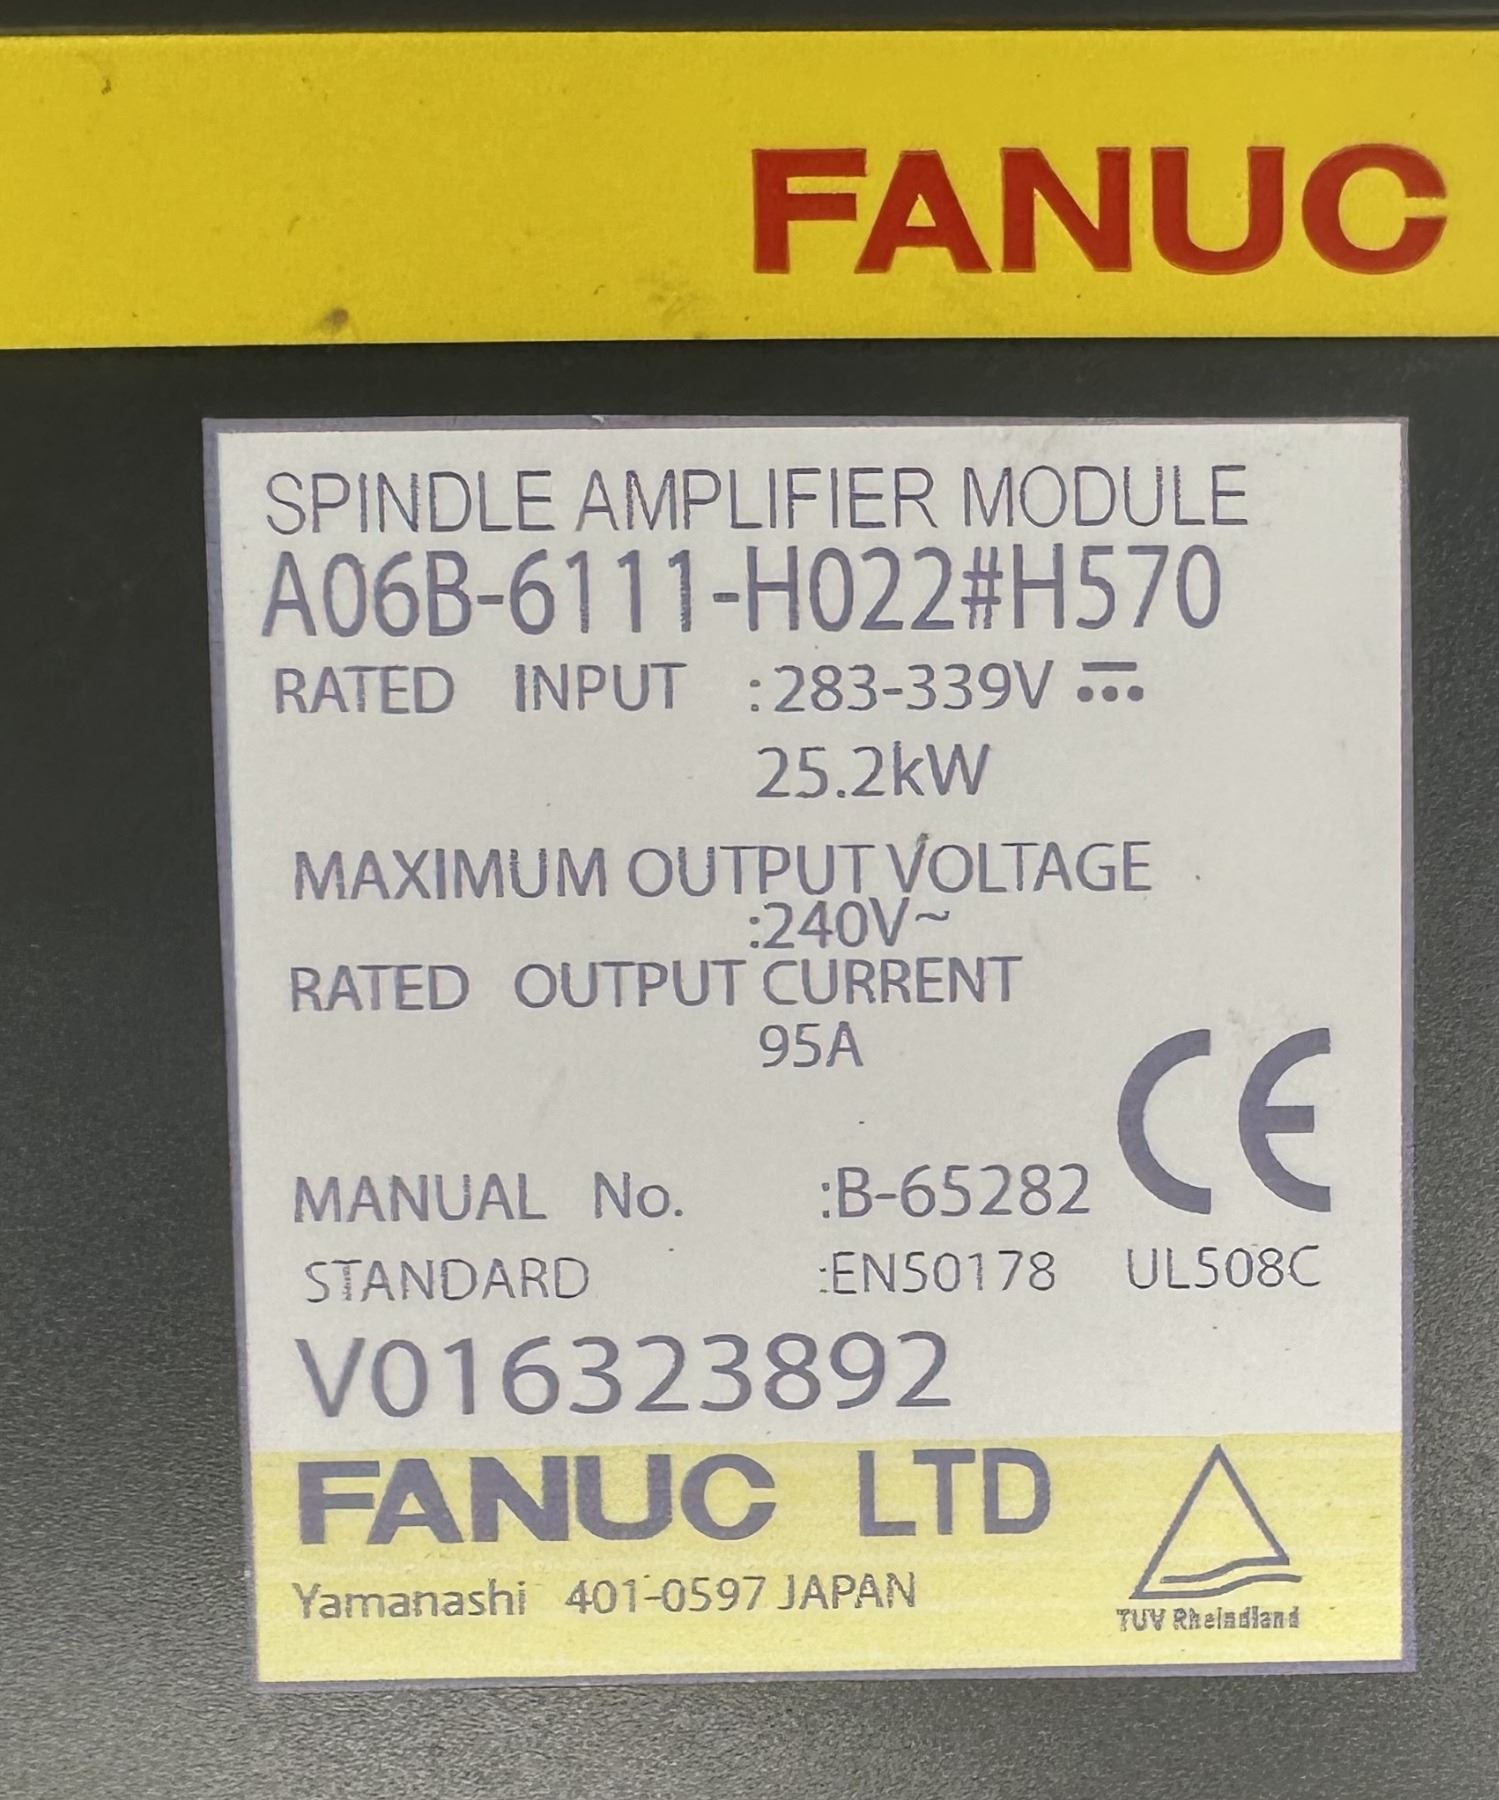 FANUC
SPINDLE AMPLIFIER MODULE
A06B-6111-H022#H570
RATED INPUT :283-339V ⎓
25.2kW
MAXIMUM OUTPUT VOLTAGE
:240V~
RATED OUTPUT CURRENT
95A
CE
MANUAL No. :B-65282
STANDARD :EN50178 UL508C
V016323892
FANUC LTD
Yamanashi 401-0597 JAPAN
TUV Rheindland